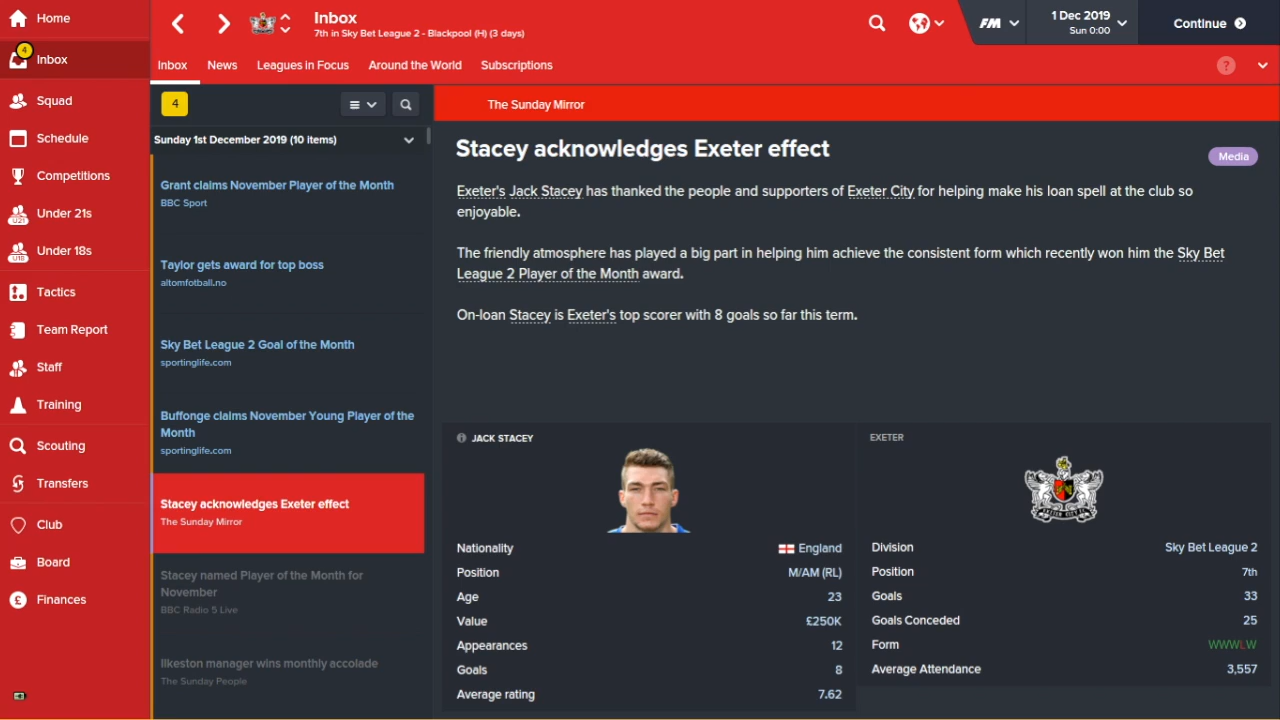 Home
4
Inbox
Squad
Schedule
Competitions
U21
Under 21s
U18
Under 18s
Tactics
Team Report
Staff
Training
Scouting
Transfers
Club
Board
Finances
Inbox
7th in Sky Bet League 2 - Blackpool (H) (3 days)
FM
1 Dec 2019
Sun 0:00
Continue
Inbox
News
Leagues in Focus
Around the World
Subscriptions
?
4
Sunday 1st December 2019 (10 items)
Grant claims November Player of the Month
BBC Sport
Taylor gets award for top boss
altomfotball.no
Sky Bet League 2 Goal of the Month
sportinglife.com
Buffonge claims November Young Player of the
Month
sportinglife.com
Stacey acknowledges Exeter effect
The Sunday Mirror
Stacey named Player of the Month for
November
BBC Radio 5 Live
Ilkeston manager wins monthly accolade
The Sunday People
The Sunday Mirror
Stacey acknowledges Exeter effect
Media
Exeter's Jack Stacey has thanked the people and supporters of Exeter City for helping make his loan spell at the club so
enjoyable.
The friendly atmosphere has played a big part in helping him achieve the consistent form which recently won him the Sky Bet
League 2 Player of the Month award.
On-loan Stacey is Exeter's top scorer with 8 goals so far this term.
JACK STACEY
Nationality England
Position M/AM (RL)
Age 23
Value £250K
Appearances 12
Goals 8
Average rating 7.62
EXETER
Division Sky Bet League 2
Position 7th
Goals 33
Goals Conceded 25
Form WWWLW
Average Attendance 3,557